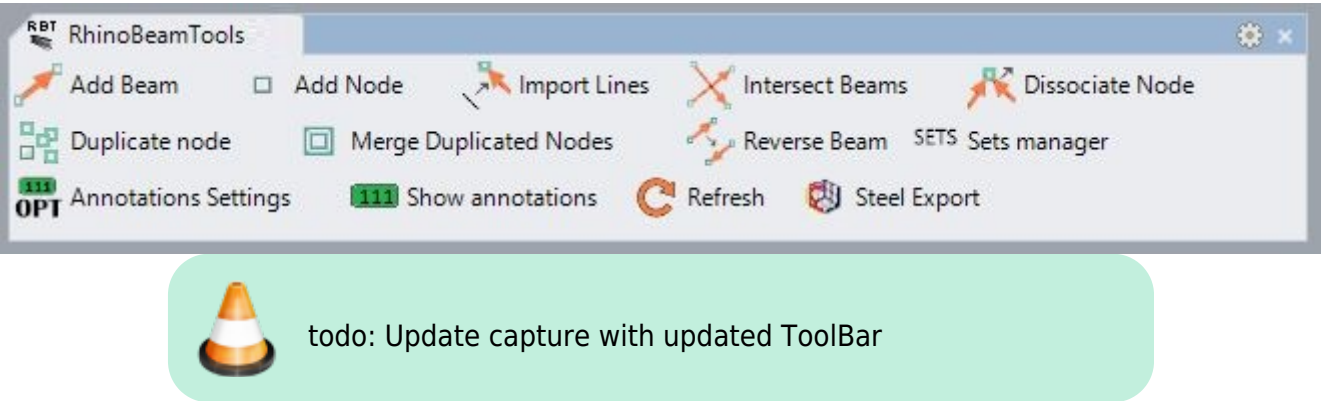 RBT RhinoBeamTools
Add Beam Add Node Import Lines Intersect Beams Dissociate Node
Duplicate node Merge Duplicated Nodes Reverse Beam SETS Sets manager
111 OPT Annotations Settings 111 Show annotations Refresh Steel Export
todo: Update capture with updated ToolBar